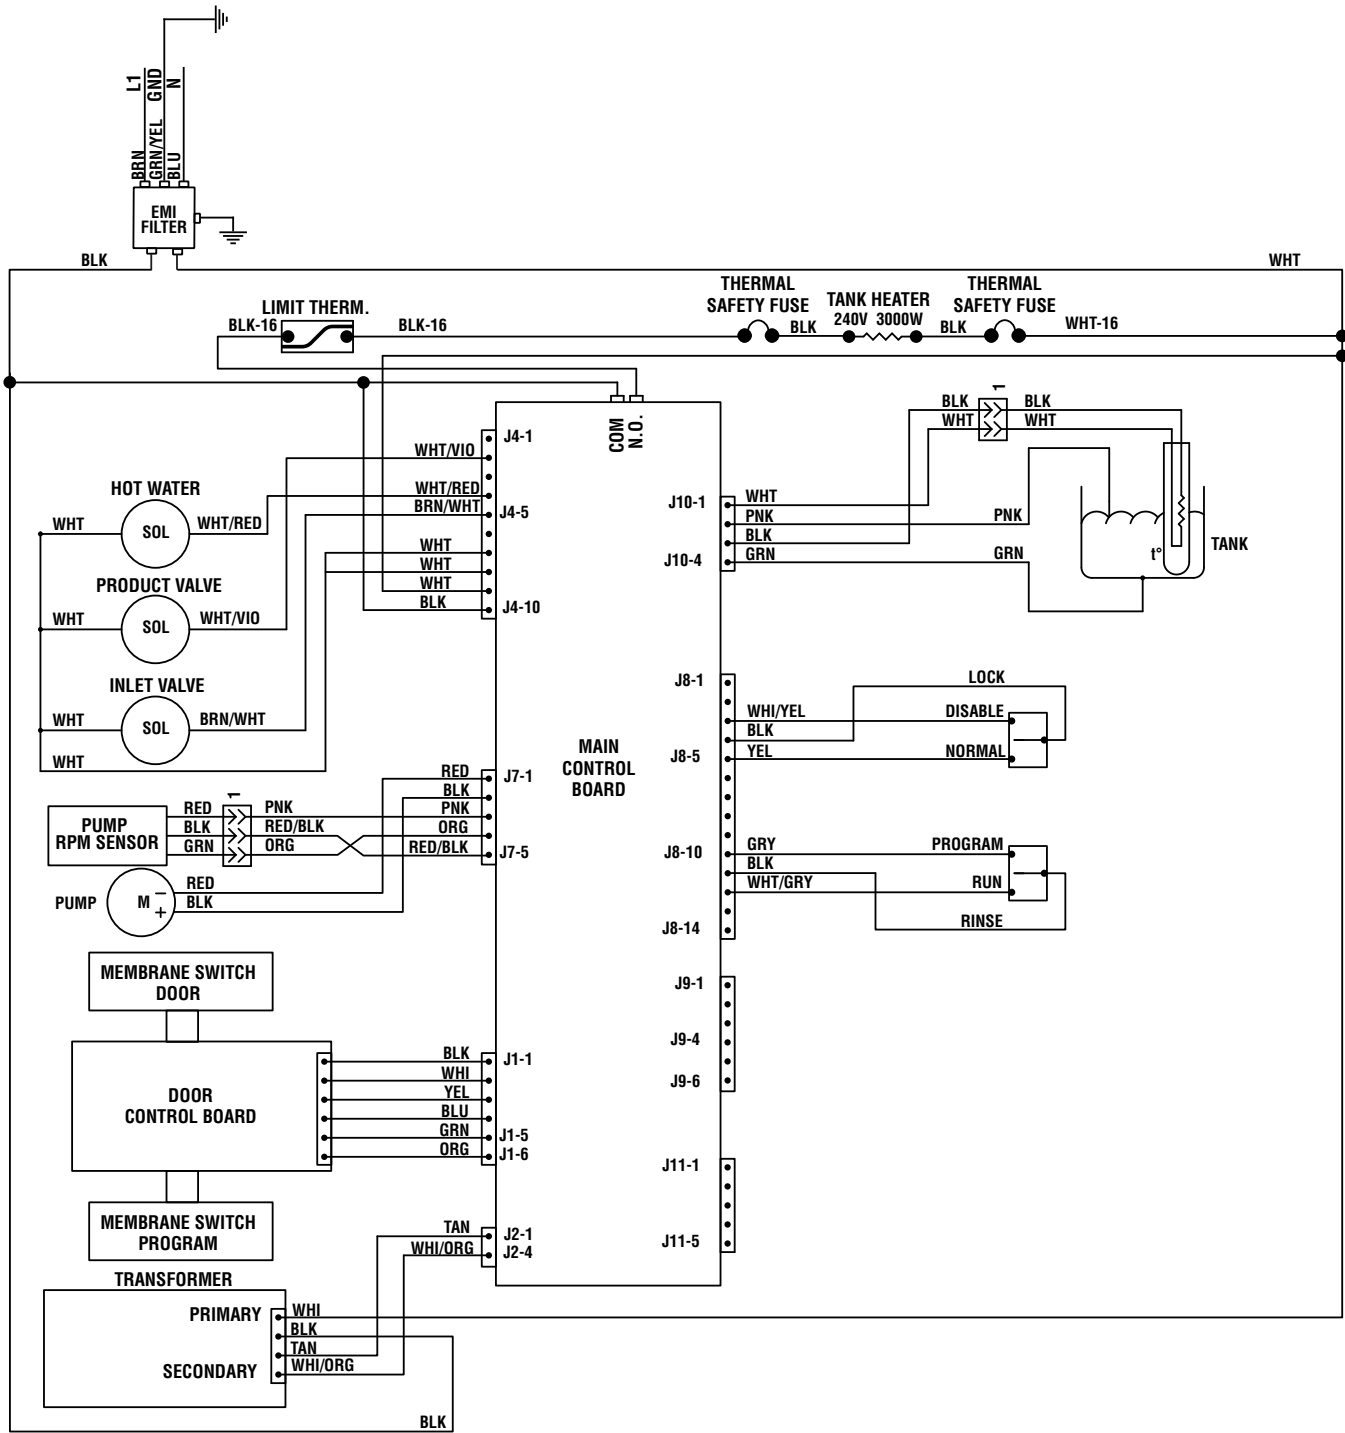 L1
GND
N
BRN
GRN/YEL
BLU
EMI
FILTER
BLK
WHT
LIMIT THERM.
BLK-16
BLK-16
THERMAL
SAFETY FUSE
BLK
TANK HEATER
240V 3000W
BLK
THERMAL
SAFETY FUSE
WHT-16
COM
N.O.
J4-1
WHT/VIO
WHT/RED
BRN/WHT
J4-5
WHT
WHT
WHT
BLK
J4-10
HOT WATER
WHT
SOL
WHT/RED
PRODUCT VALVE
WHT
SOL
WHT/VIO
INLET VALVE
WHT
SOL
BRN/WHT
WHT
1
BLK
BLK
WHT
WHT
J10-1
WHT
PNK
PNK
BLK
J10-4
GRN
GRN
t°
TANK
J8-1
LOCK
WHI/YEL
DISABLE
BLK
J8-5
YEL
NORMAL
MAIN
CONTROL
BOARD
J8-10
GRY
PROGRAM
BLK
WHT/GRY
RUN
J8-14
RINSE
RED
J7-1
BLK
PNK
ORG
RED/BLK
J7-5
PUMP
RPM SENSOR
RED
BLK
GRN
1
PNK
RED/BLK
ORG
PUMP
M
−
+
RED
BLK
MEMBRANE SWITCH
DOOR
DOOR
CONTROL BOARD
BLK
J1-1
WHI
YEL
BLU
GRN
J1-5
ORG
J1-6
J9-1
J9-4
J9-6
J11-1
J11-5
MEMBRANE SWITCH
PROGRAM
TAN
J2-1
WHI/ORG
J2-4
TRANSFORMER
PRIMARY
WHI
BLK
TAN
SECONDARY
WHI/ORG
BLK